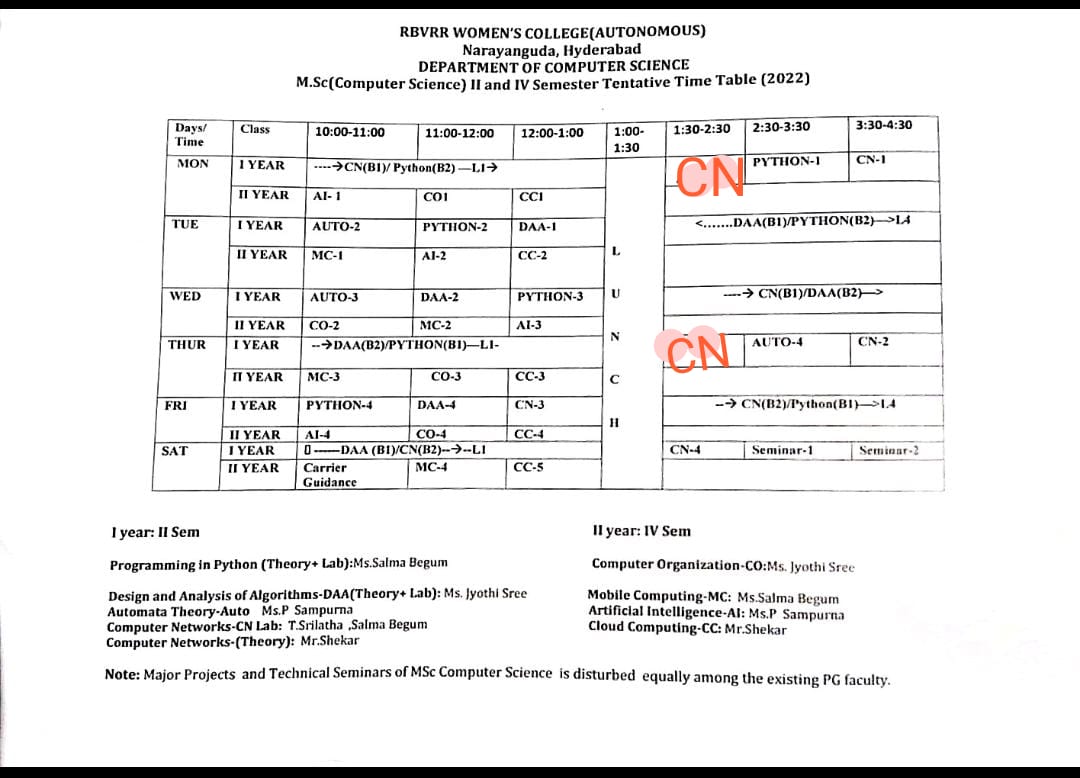 RBVRR WOMEN'S COLLEGE(AUTONOMOUS)
Narayanguda, Hyderabad
DEPARTMENT OF COMPUTER SCIENCE
M.Sc(Computer Science) II and IV Semester Tentative Time Table (2022)
Days/ Time Class 10:00-11:00 11:00-12:00 12:00-1:00 1:00-1:30 1:30-2:30 2:30-3:30 3:30-4:30
MON I YEAR ----→CN(B1)/ Python(B2) —L1→ CN PYTHON-1 CN-1
II YEAR AI- 1 CO1 CC1
TUE I YEAR AUTO-2 PYTHON-2 DAA-1 <.......DAA(B1)/PYTHON(B2)—>L4
II YEAR MC-1 AI-2 CC-2
WED I YEAR AUTO-3 DAA-2 PYTHON-3 ----→ CN(B1)/DAA(B2)—>
II YEAR CO-2 MC-2 AI-3
THUR I YEAR --→DAA(B2)/PYTHON(B1)—L1- CN AUTO-4 CN-2
II YEAR MC-3 CO-3 CC-3
FRI I YEAR PYTHON-4 DAA-4 CN-3 --→ CN(B2)/Python(B1)—>L4
II YEAR AI-4 CO-4 CC-4
SAT I YEAR ▯ -----DAA (B1)/CN(B2)--→--L1 CN-4 Seminar-1 Seminar-2
II YEAR Carrier Guidance MC-4 CC-5
L
U
N
C
H
I year: II Sem
Programming in Python (Theory+ Lab):Ms.Salma Begum
Design and Analysis of Algorithms-DAA(Theory+ Lab): Ms. Jyothi Sree
Automata Theory-Auto Ms.P Sampurna
Computer Networks-CN Lab: T.Srilatha ,Salma Begum
Computer Networks-(Theory): Mr.Shekar
II year: IV Sem
Computer Organization-CO:Ms. Jyothi Sree
Mobile Computing-MC: Ms.Salma Begum
Artificial Intelligence-AI: Ms.P Sampurna
Cloud Computing-CC: Mr.Shekar
Note: Major Projects and Technical Seminars of MSc Computer Science is disturbed equally among the existing PG faculty.